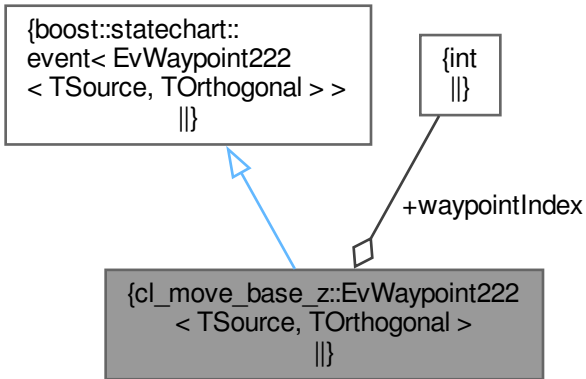 {boost::statechart::
event< EvWaypoint222
< TSource, TOrthogonal > >
||}
{int
||}
+waypointIndex
{cl_move_base_z::EvWaypoint222
< TSource, TOrthogonal >
||}